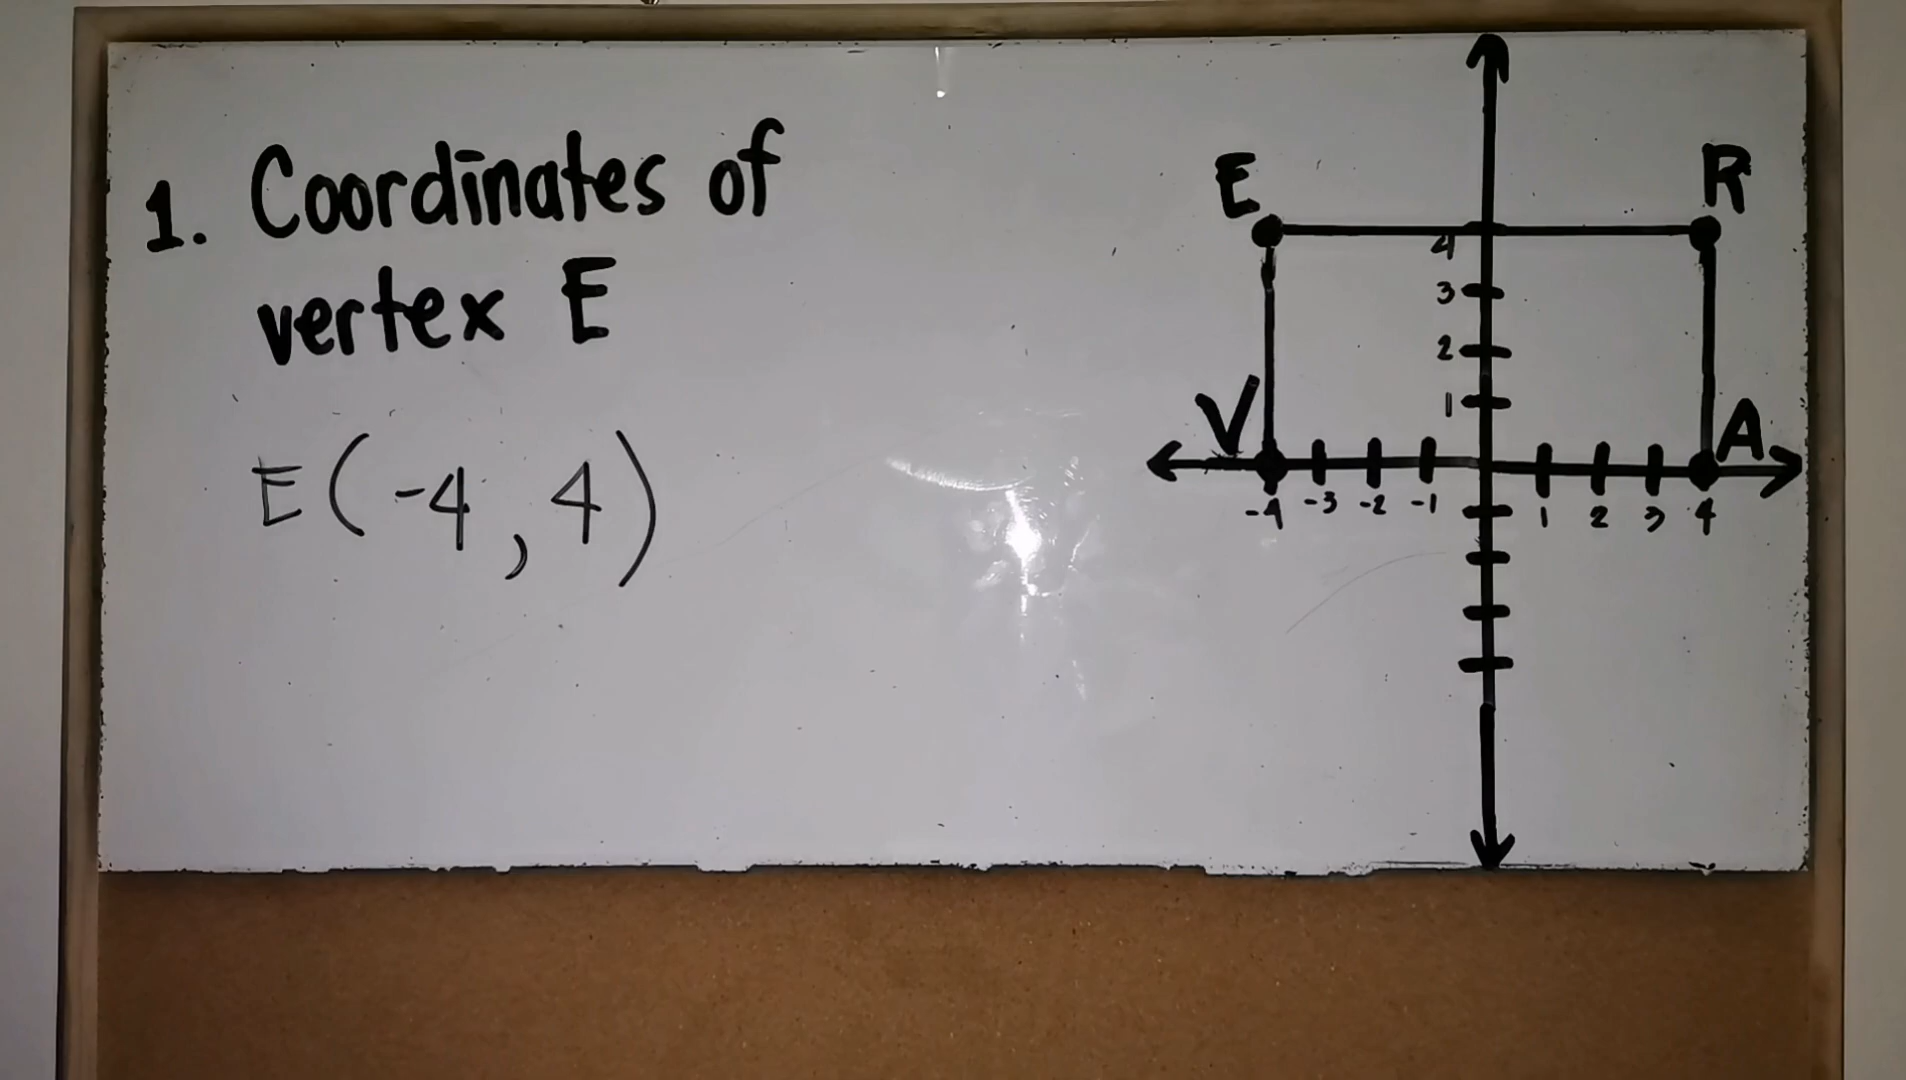 1. Coordinates of
vertex E
E(-4, 4)
E R
4
3
2
1
V A
-4 -3 -2 -1 1 2 3 4